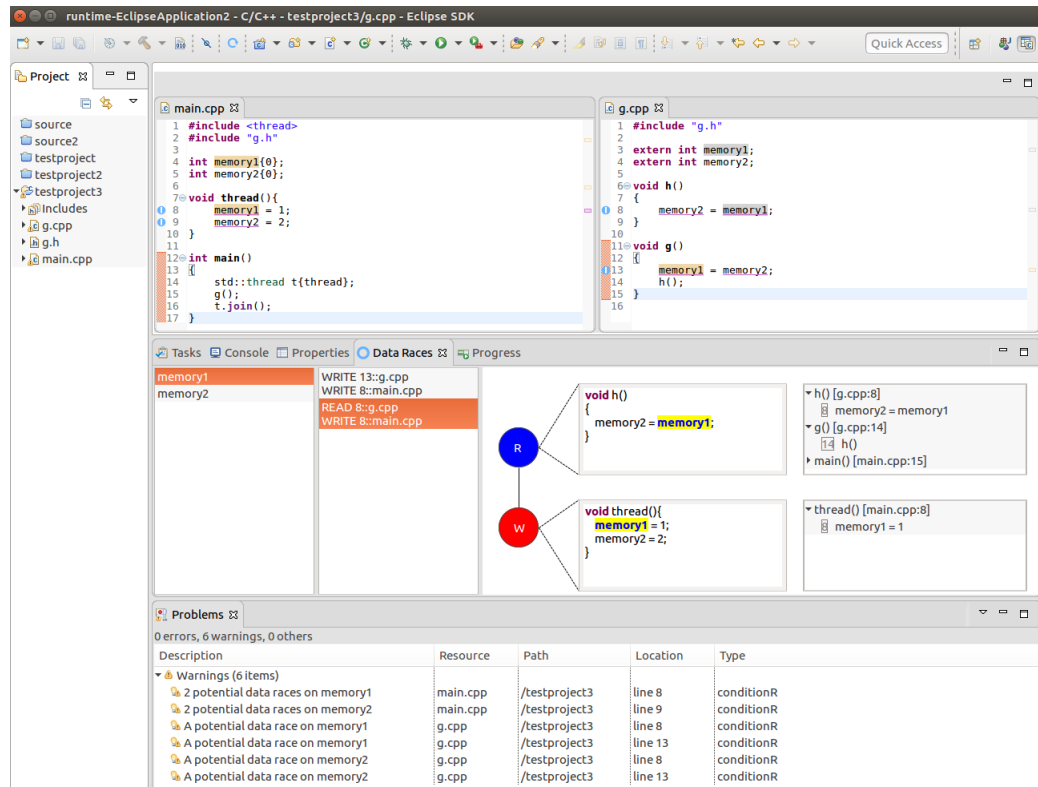 runtime-EclipseApplication2 - C/C++ - testproject3/g.cpp - Eclipse SDK
Quick Access
Project
source
source2
testproject
testproject2
testproject3
Includes
g.cpp
g.h
main.cpp
main.cpp
1 #include <thread>
2 #include "g.h"
3
4 int memory1{0};
5 int memory2{0};
6
7 void thread(){
8 memory1 = 1;
9 memory2 = 2;
10 }
11
12 int main()
13 {
14 std::thread t{thread};
15 g();
16 t.join();
17 }
g.cpp
1 #include "g.h"
2
3 extern int memory1;
4 extern int memory2;
5
6 void h()
7 {
8 memory2 = memory1;
9 }
10
11 void g()
12 {
13 memory1 = memory2;
14 h();
15 }
16
Tasks Console Properties Data Races Progress
memory1
memory2
WRITE 13::g.cpp
WRITE 8::main.cpp
READ 8::g.cpp
WRITE 8::main.cpp
R
W
void h()
{
memory2 = memory1;
}
void thread(){
memory1 = 1;
memory2 = 2;
}
h() [g.cpp:8]
8 memory2 = memory1
g() [g.cpp:14]
14 h()
main() [main.cpp:15]
thread() [main.cpp:8]
8 memory1 = 1
Problems
0 errors, 6 warnings, 0 others
Description Resource Path Location Type
Warnings (6 items)
2 potential data races on memory1 main.cpp /testproject3 line 8 conditionR
2 potential data races on memory2 main.cpp /testproject3 line 9 conditionR
A potential data race on memory1 g.cpp /testproject3 line 8 conditionR
A potential data race on memory1 g.cpp /testproject3 line 13 conditionR
A potential data race on memory2 g.cpp /testproject3 line 8 conditionR
A potential data race on memory2 g.cpp /testproject3 line 13 conditionR